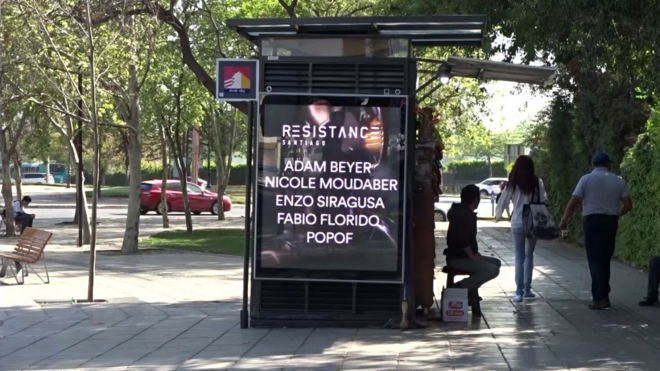 RESISTANCE
SANTIAGO
ADAM BEYER
NICOLE MOUDABER
ENZO SIRAGUSA
FABIO FLORIDO
POPOF